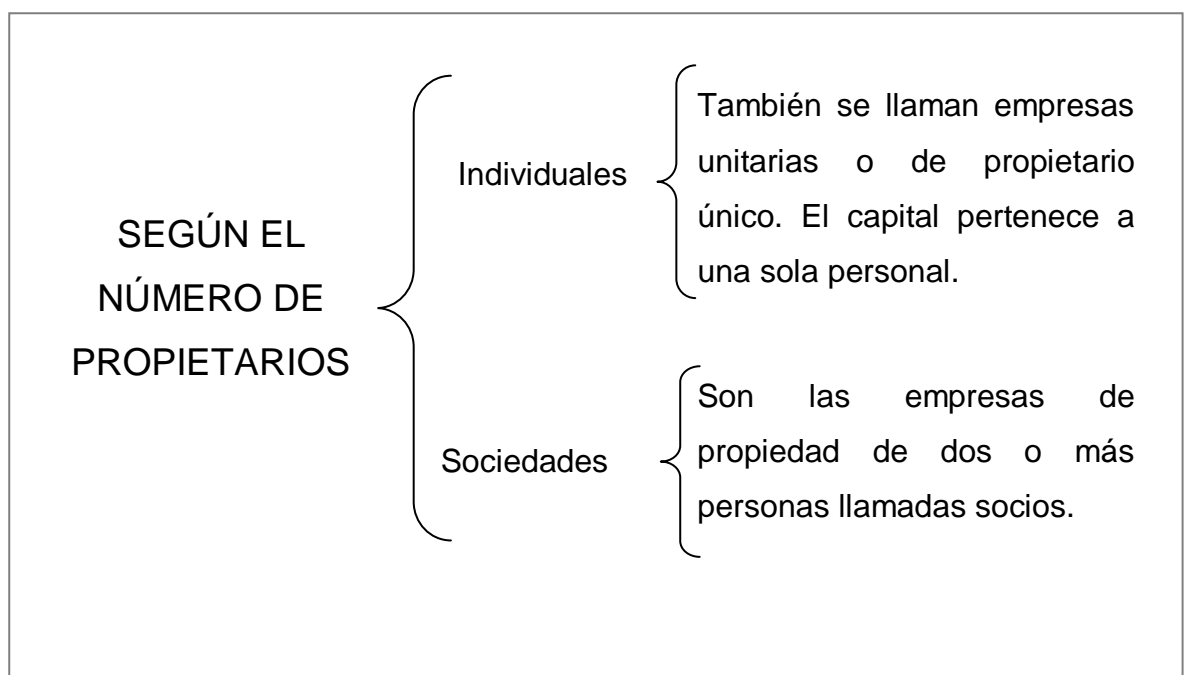 SEGÚN EL
NÚMERO DE
PROPIETARIOS
Individuales
También se llaman empresas
unitarias o de propietario
único. El capital pertenece a
una sola personal.
Sociedades
Son las empresas de
propiedad de dos o más
personas llamadas socios.